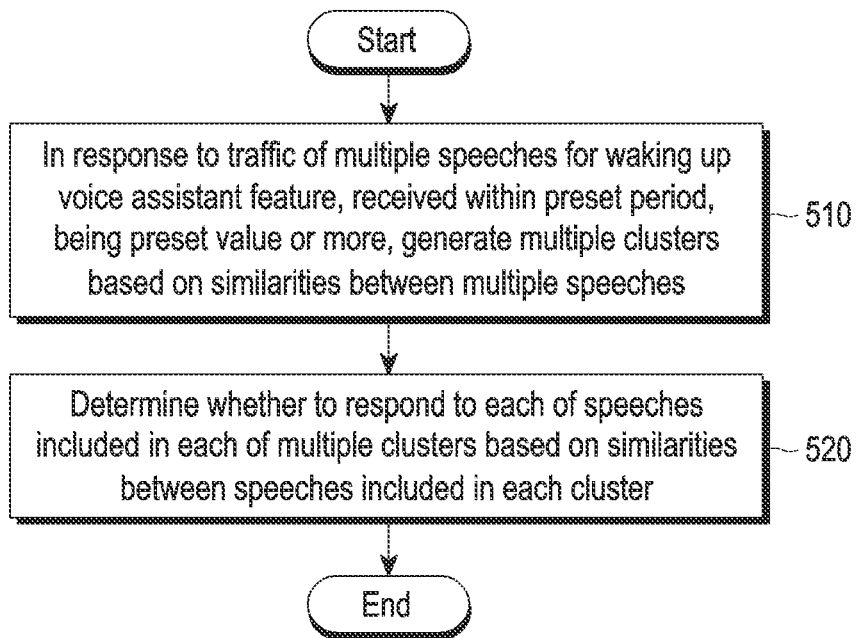 Start
In response to traffic of multiple speeches for waking up
voice assistant feature, received within preset period,
being preset value or more, generate multiple clusters
based on similarities between multiple speeches
510
Determine whether to respond to each of speeches
included in each of multiple clusters based on similarities
between speeches included in each cluster
520
End